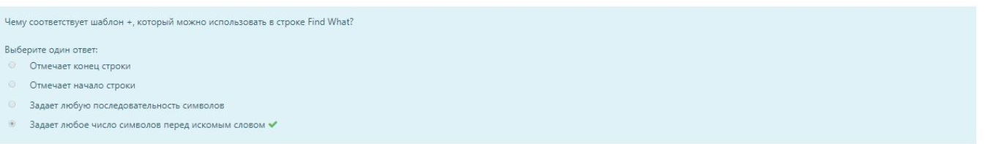 Чему соответствует шаблон +, который можно использовать в строке Find What?
Выберите один ответ:
Отмечает конец строки
Отмечает начало строки
Задает любую последовательность символов
Задает любое число символов перед искомым словом ✔